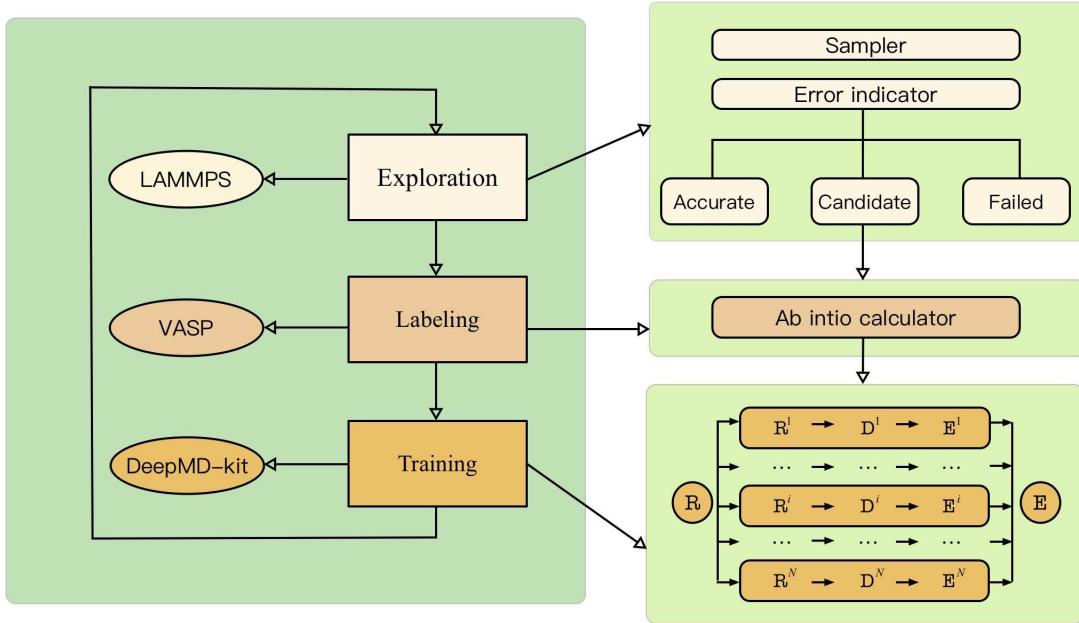 Exploration
LAMMPS
Labeling
VASP
Training
DeepMD-kit
Sampler
Error indicator
Accurate
Candidate
Failed
Ab intio calculator
R
R¹ D¹ E¹
... ... ...
Rⁱ Dⁱ Eⁱ
... ... ...
Rᴺ Dᴺ Eᴺ
E